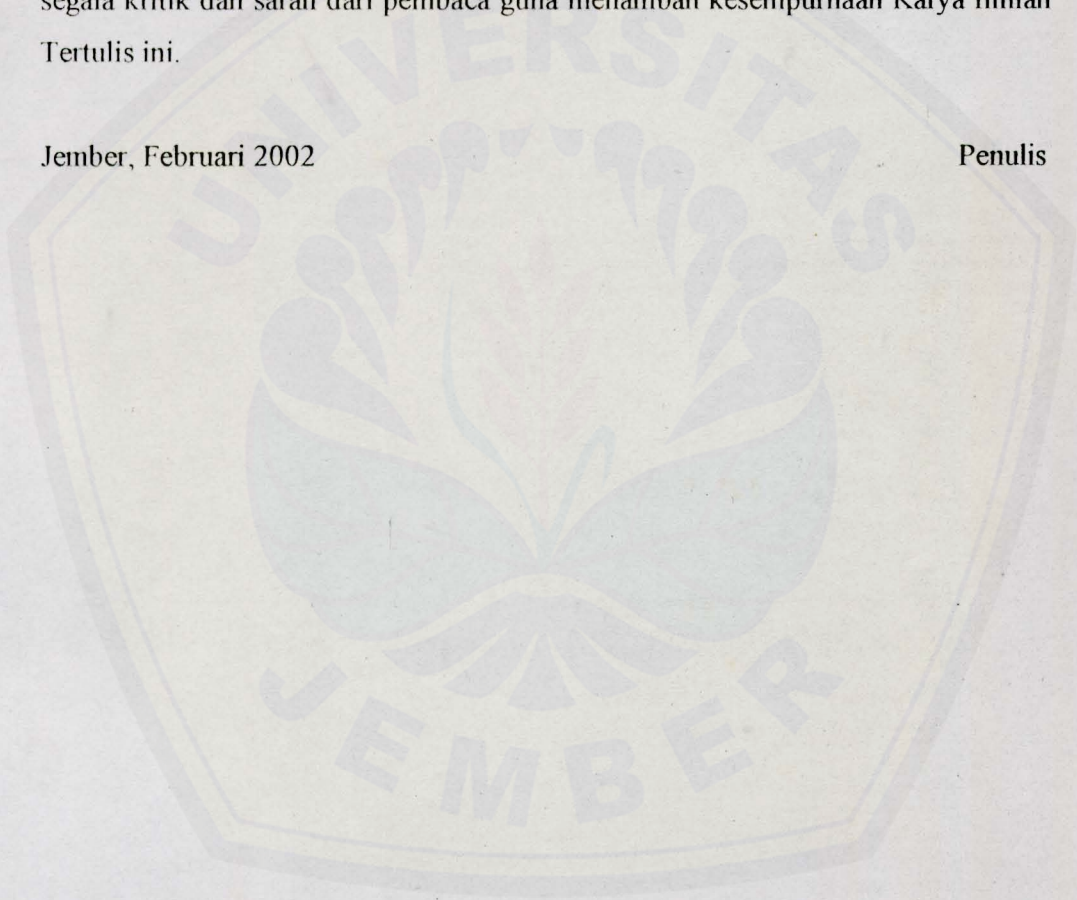 segala kritik dan saran dari pembaca guna menambah kesempurnaan Karya Ilmiah
Tertulis ini.
Jember, Februari 2002 Penulis
UNIVERSITAS
JEMBER